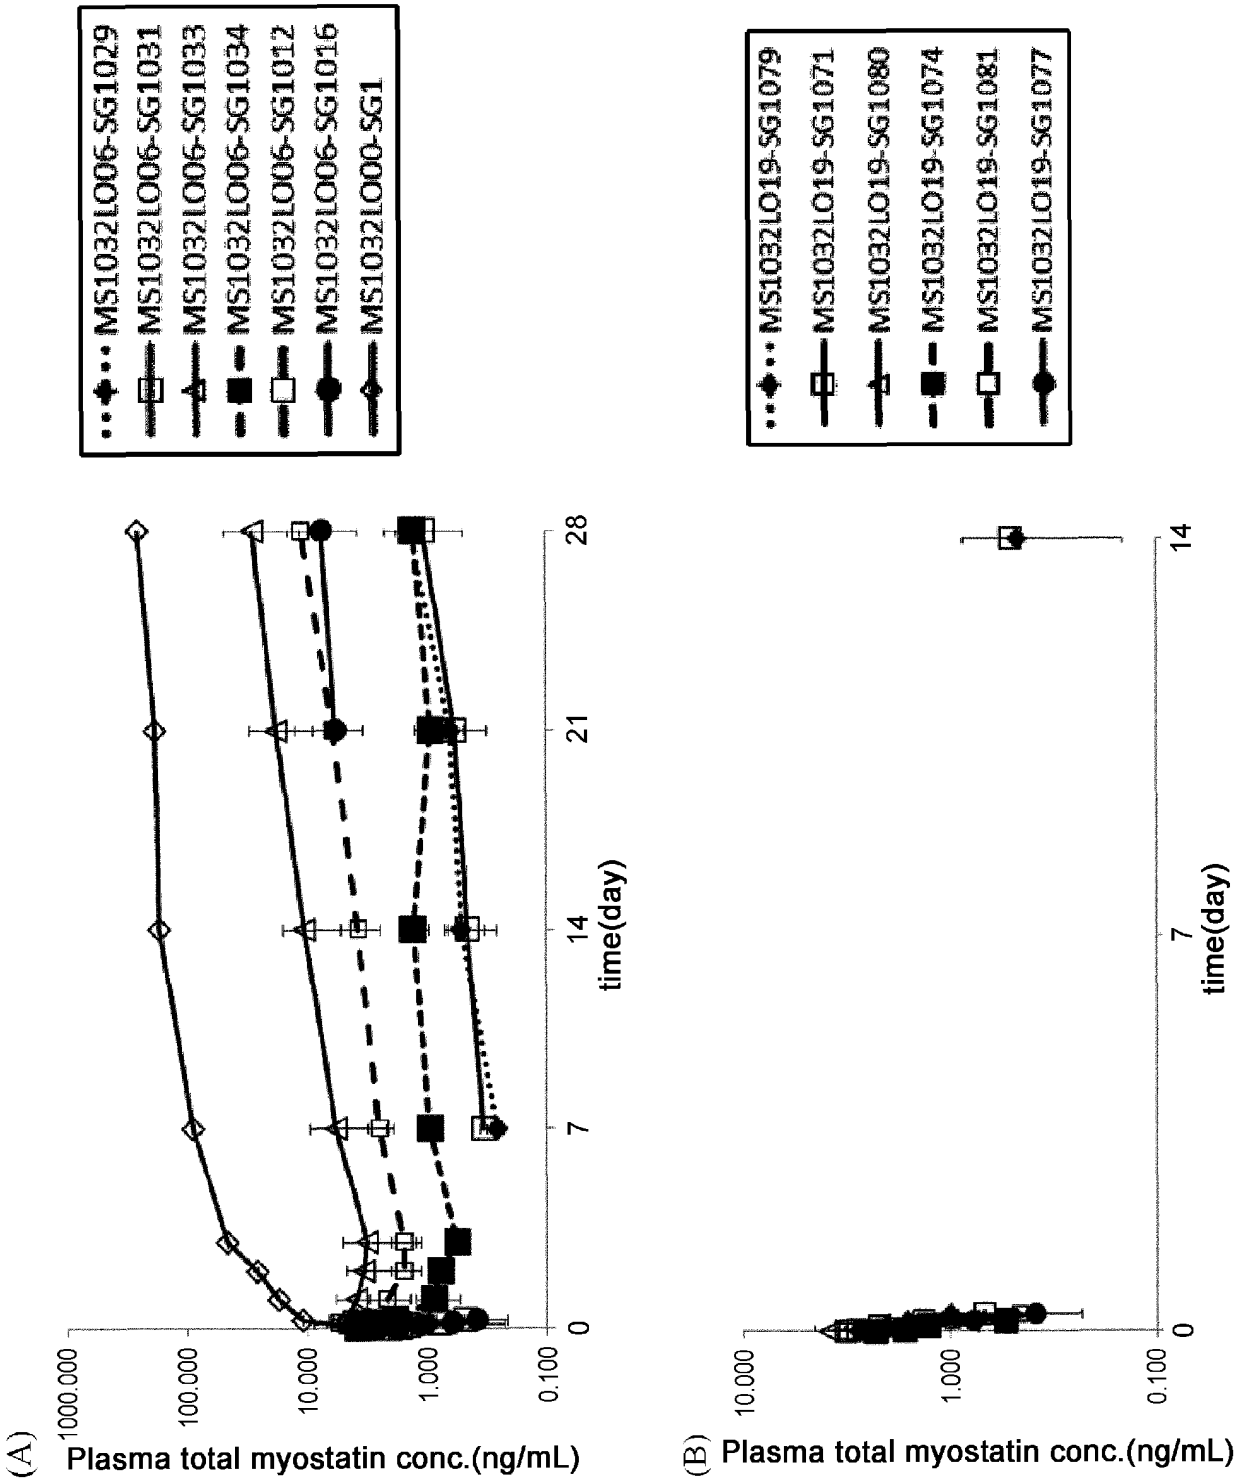 (A)
Plasma total myostatin conc.(ng/mL)
1000.000
100.000
10.000
1.000
0.100
0
7
14
21
28
time(day)
MS1032LO06-SG1029
MS1032LO06-SG1031
MS1032LO06-SG1033
MS1032LO06-SG1034
MS1032LO06-SG1012
MS1032LO06-SG1016
MS1032LO00-SG1
(B)
Plasma total myostatin conc.(ng/mL)
10.000
1.000
0.100
0
7
14
time(day)
MS1032LO19-SG1079
MS1032LO19-SG1071
MS1032LO19-SG1080
MS1032LO19-SG1074
MS1032LO19-SG1081
MS1032LO19-SG1077